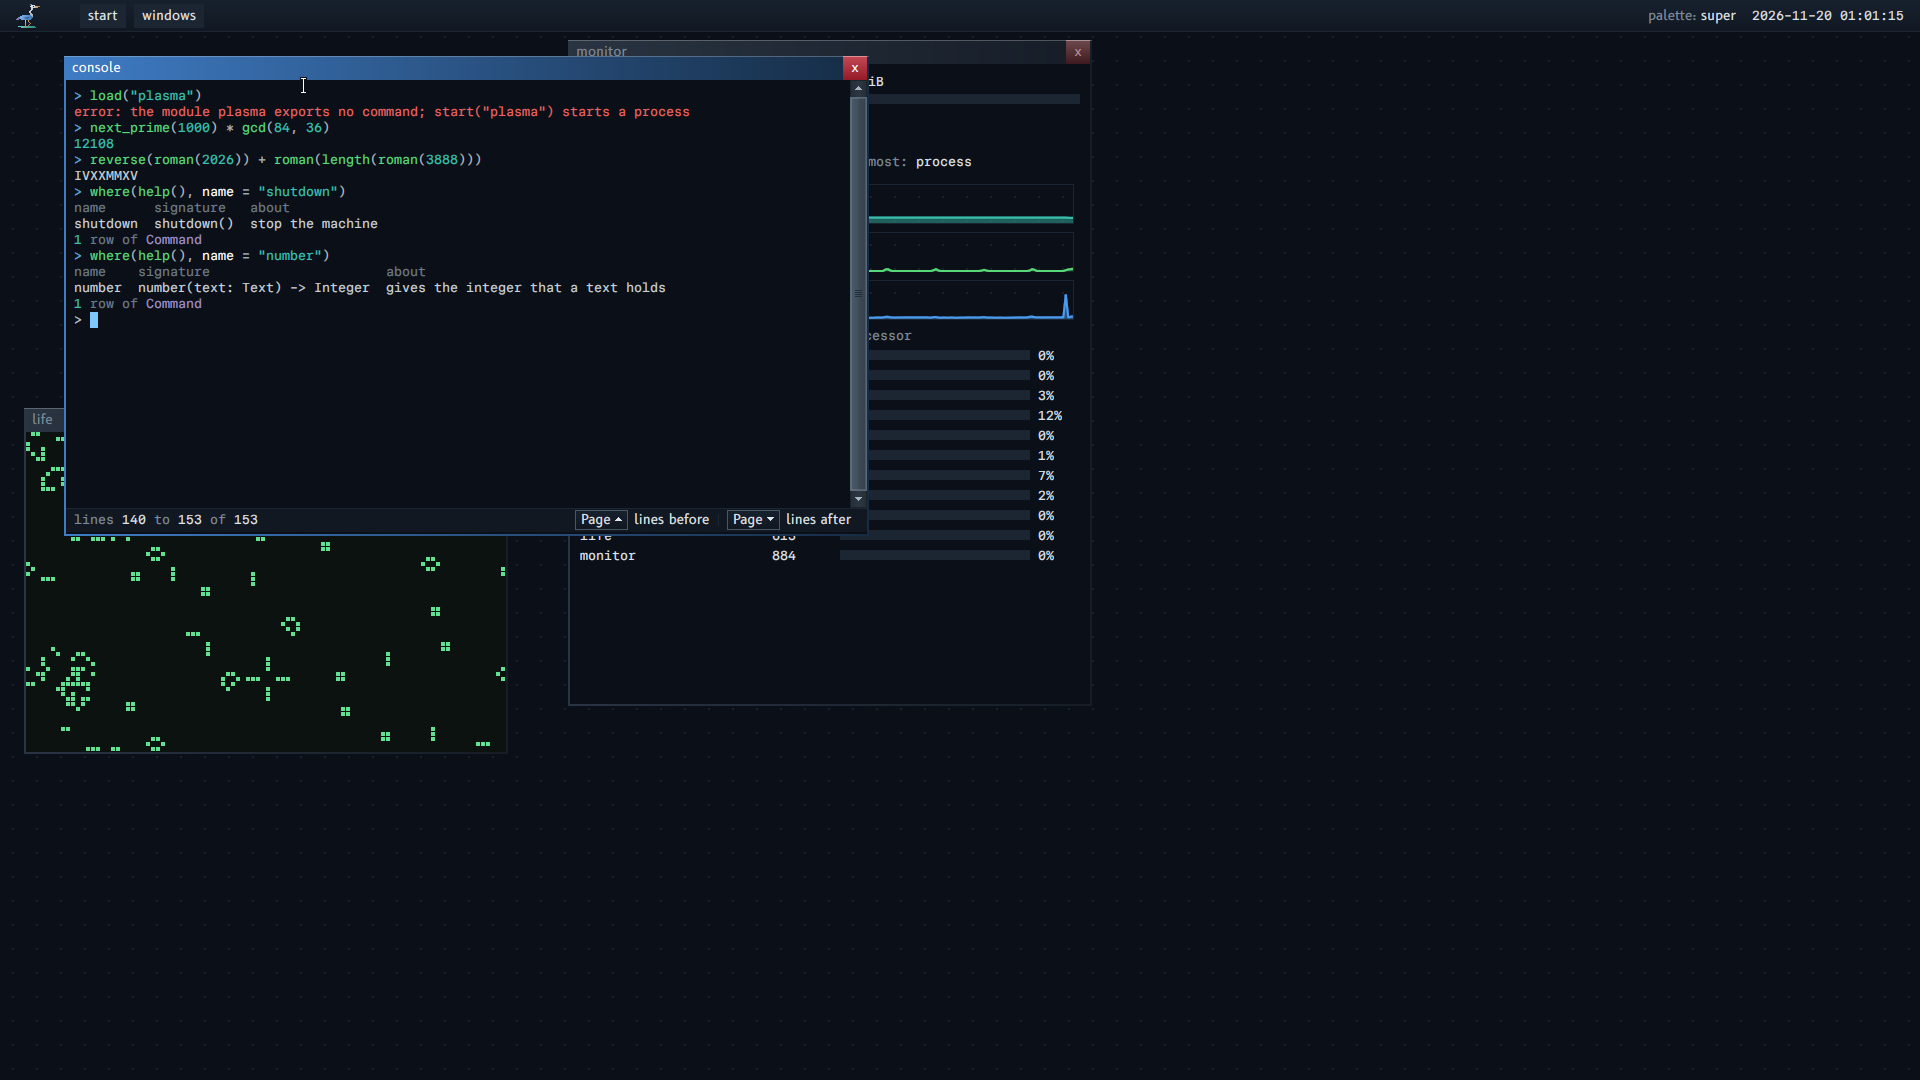 start windows palette: super 2026-11-20 01:01:15
monitor x
console x
iB
> load("plasma")
error: the module plasma exports no command; start("plasma") starts a process
> next_prime(1000) * gcd(84, 36)
12108
> reverse(roman(2026)) + roman(length(roman(3888)))
IVXXMMXV
> where(help(), name = "shutdown")
name signature about
shutdown shutdown() stop the machine
1 row of Command
> where(help(), name = "number")
name signature about
number number(text: Text) -> Integer gives the integer that a text holds
1 row of Command
>
lines 140 to 153 of 153 Page lines before Page lines after
most: process
cessor
0%
0%
3%
12%
0%
1%
7%
2%
0%
life 613 0%
monitor 884 0%
life